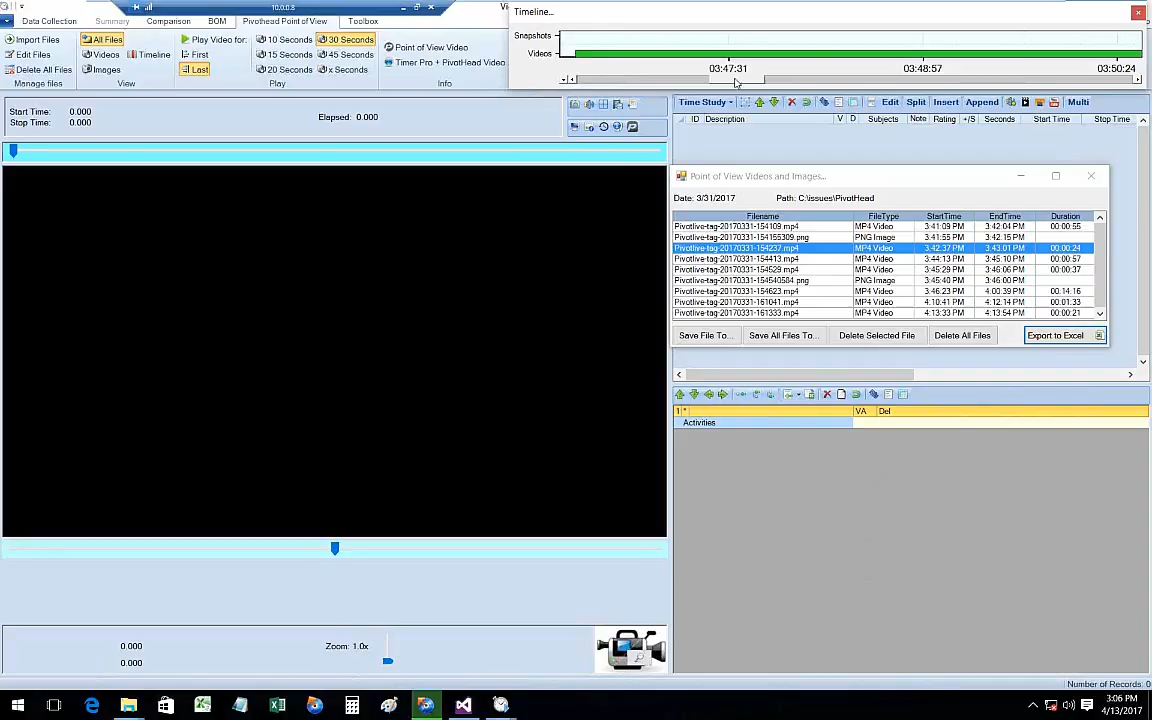 10.0.0.8
Timeline...
Data Collection Summary Comparison BOM Pivothead Point of View Toolbox
Import Files
Edit Files
Delete All Files
Manage files
All Files
Videos Timeline
Images
View
Play Video for:
First
Last
10 Seconds 30 Seconds
15 Seconds 45 Seconds
20 Seconds x Seconds
Play
Point of View Video
Timer Pro + PivotHead Video
Info
Snapshots
Videos
03:47:31 03:48:57 03:50:24
Start Time: 0.000
Stop Time: 0.000
Elapsed: 0.000
Time Study Edit Split Insert Append Multi
ID Description V D Subjects Note Rating +/S Seconds Start Time Stop Time
Point of View Videos and Images...
Date: 3/31/2017 Path: C:\issues\PivotHead
Filename FileType StartTime EndTime Duration
Pivotlive-tag-20170331-154109.mp4 MP4 Video 3:41:09 PM 3:42:04 PM 00:00:55
Pivotlive-tag-20170331-154155309.png PNG Image 3:41:55 PM 3:42:15 PM
Pivotlive-tag-20170331-154237.mp4 MP4 Video 3:42:37 PM 3:43:01 PM 00:00:24
Pivotlive-tag-20170331-154413.mp4 MP4 Video 3:44:13 PM 3:45:10 PM 00:00:57
Pivotlive-tag-20170331-154529.mp4 MP4 Video 3:45:29 PM 3:46:06 PM 00:00:37
Pivotlive-tag-20170331-154540584.png PNG Image 3:45:40 PM 3:46:00 PM
Pivotlive-tag-20170331-154623.mp4 MP4 Video 3:46:23 PM 4:00:39 PM 00:14:16
Pivotlive-tag-20170331-161041.mp4 MP4 Video 4:10:41 PM 4:12:14 PM 00:01:33
Pivotlive-tag-20170331-161333.mp4 MP4 Video 4:13:33 PM 4:13:54 PM 00:00:21
Save File To... Save All Files To... Delete Selected File Delete All Files Export to Excel
1 * VA Del
Activities
0.000
0.000
Zoom: 1.0x
Number of Records: 0
3:06 PM
4/13/2017